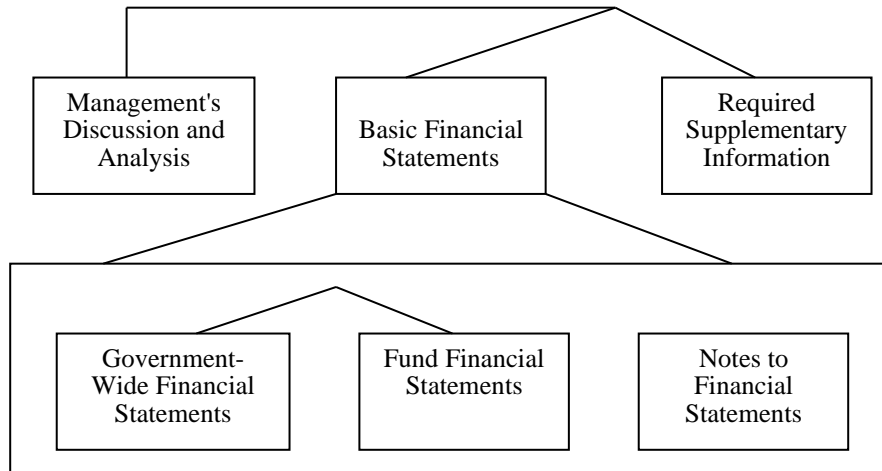 Management's
Discussion and
Analysis
Basic Financial
Statements
Required
Supplementary
Information
Government-
Wide Financial
Statements
Fund Financial
Statements
Notes to
Financial
Statements